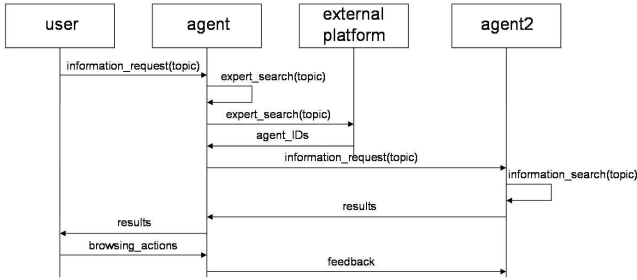 user
agent
external
platform
agent2
information_request(topic)
expert_search(topic)
expert_search(topic)
agent_IDs
information_request(topic)
information_search(topic)
results
results
browsing_actions
feedback